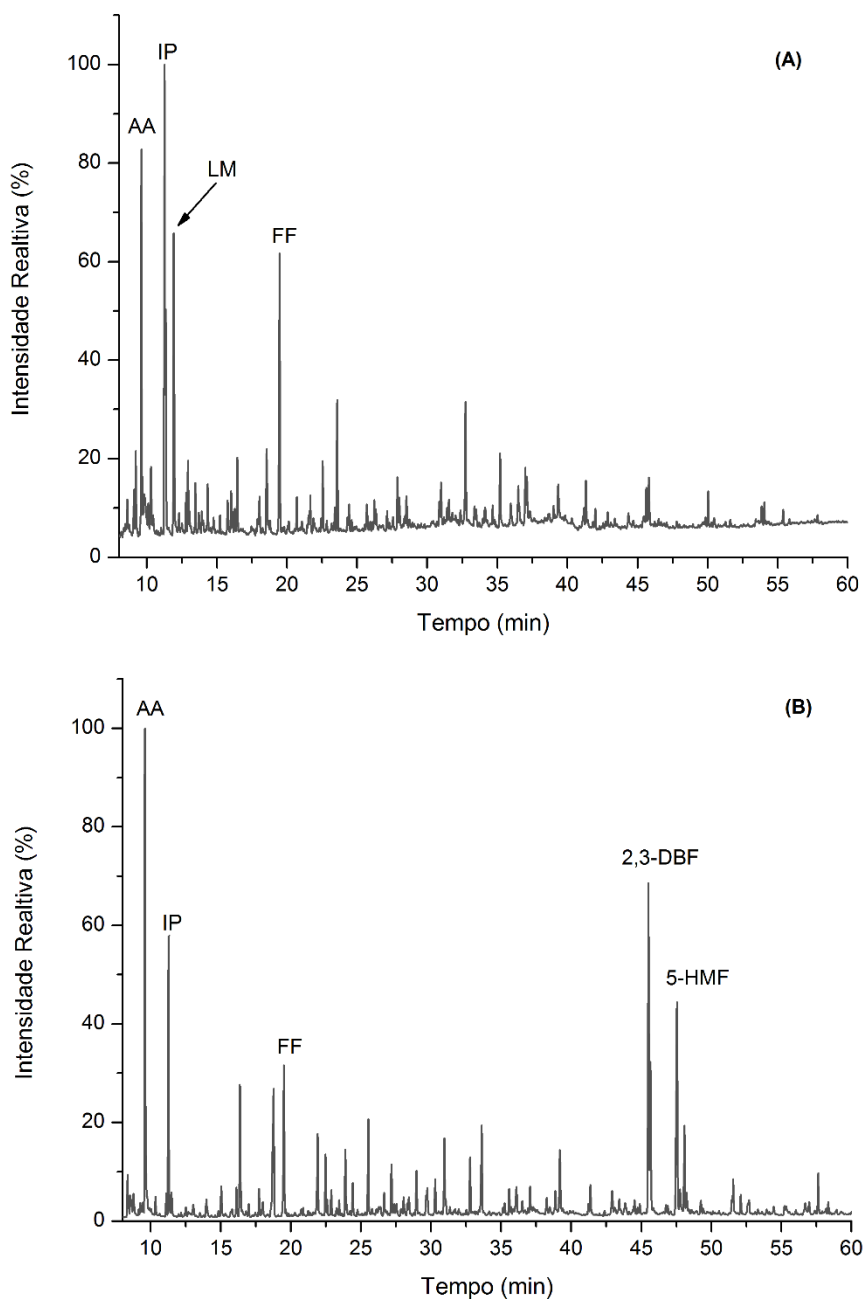 (A)
IP
AA
LM
FF
100
80
60
40
20
0
Intensidade Realtiva (%)
10 15 20 25 30 35 40 45 50 55 60
Tempo (min)
(B)
AA
IP
FF
2,3-DBF
5-HMF
100
80
60
40
20
0
Intensidade Realtiva (%)
10 15 20 25 30 35 40 45 50 55 60
Tempo (min)